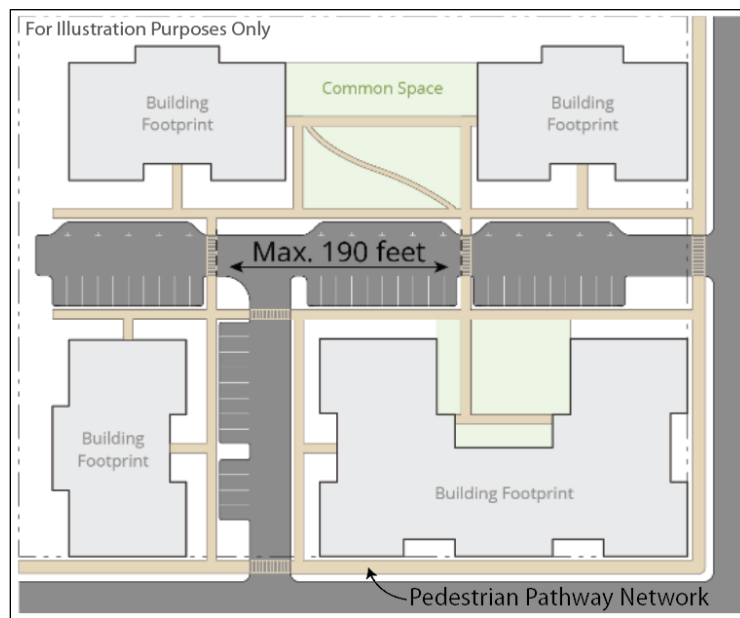 For Illustration Purposes Only
Building
Footprint
Common Space
Building
Footprint
Max. 190 feet
Building
Footprint
Building Footprint
Pedestrian Pathway Network